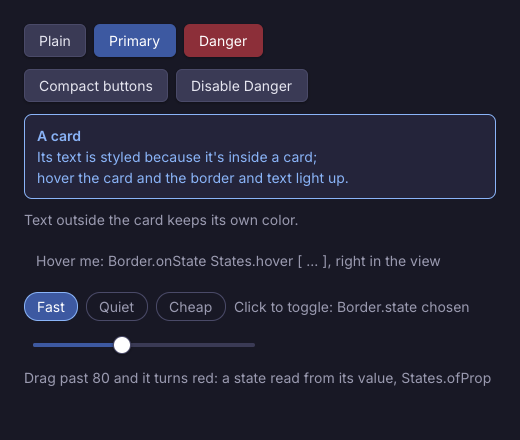 Plain Primary Danger
Compact buttons Disable Danger
A card
Its text is styled because it's inside a card;
hover the card and the border and text light up.
Text outside the card keeps its own color.
Hover me: Border.onState States.hover [ ... ], right in the view
Fast Quiet Cheap Click to toggle: Border.state chosen
Drag past 80 and it turns red: a state read from its value, States.ofProp